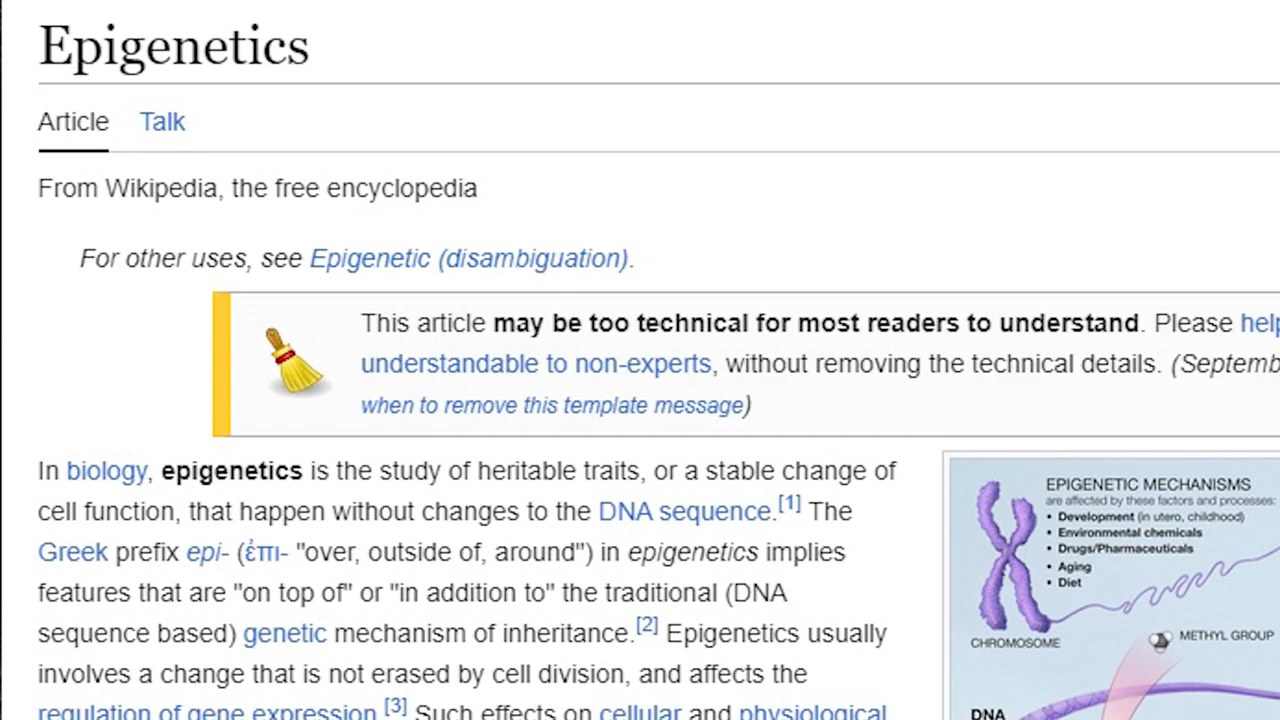 Epigenetics
Article Talk
From Wikipedia, the free encyclopedia
For other uses, see Epigenetic (disambiguation).
This article may be too technical for most readers to understand. Please
understandable to non-experts, without removing the technical details.
when to remove this template message)
In biology, epigenetics is the study of heritable traits, or a stable change of
cell function, that happen without changes to the DNA sequence.[1] The
Greek prefix epi- (ἐπι- "over, outside of, around") in epigenetics implies
features that are "on top of" or "in addition to" the traditional (DNA
sequence based) genetic mechanism of inheritance.[2] Epigenetics usually
involves a change that is not erased by cell division, and affects the
regulation of gene expression.[3] Such effects on cellular and physiological
EPIGENETIC MECHANISMS
are affected by these factors and processes:
• Development (in utero, childhood)
• Environmental chemicals
• Drugs/Pharmaceuticals
• Aging
• Diet
CHROMOSOME
METHYL GROUP
DNA